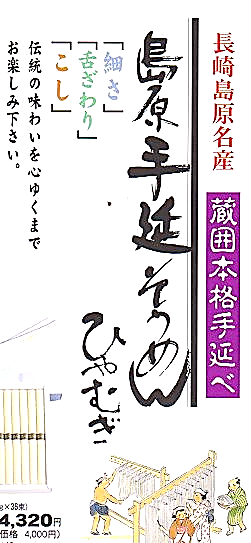 長崎島原名産
蔵囲本格手延べ
島原手延そうめん
ひやむぎ
「細さ」
「舌ざわり」
「こし」
伝統の味わいを心ゆくまで
お楽しみ下さい。
g×36束)
4,320円
価格 4,000円)